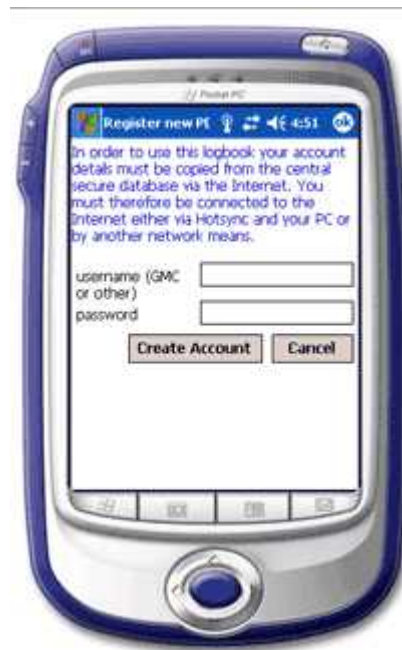 Pocket PC
Register new PC 4:51 ok
In order to use this logbook your account
details must be copied from the central
secure database via the Internet. You
must therefore be connected to the
Internet either via Hotsync and your PC or
by another network means.
username (GMC
or other)
password
Create Account Cancel